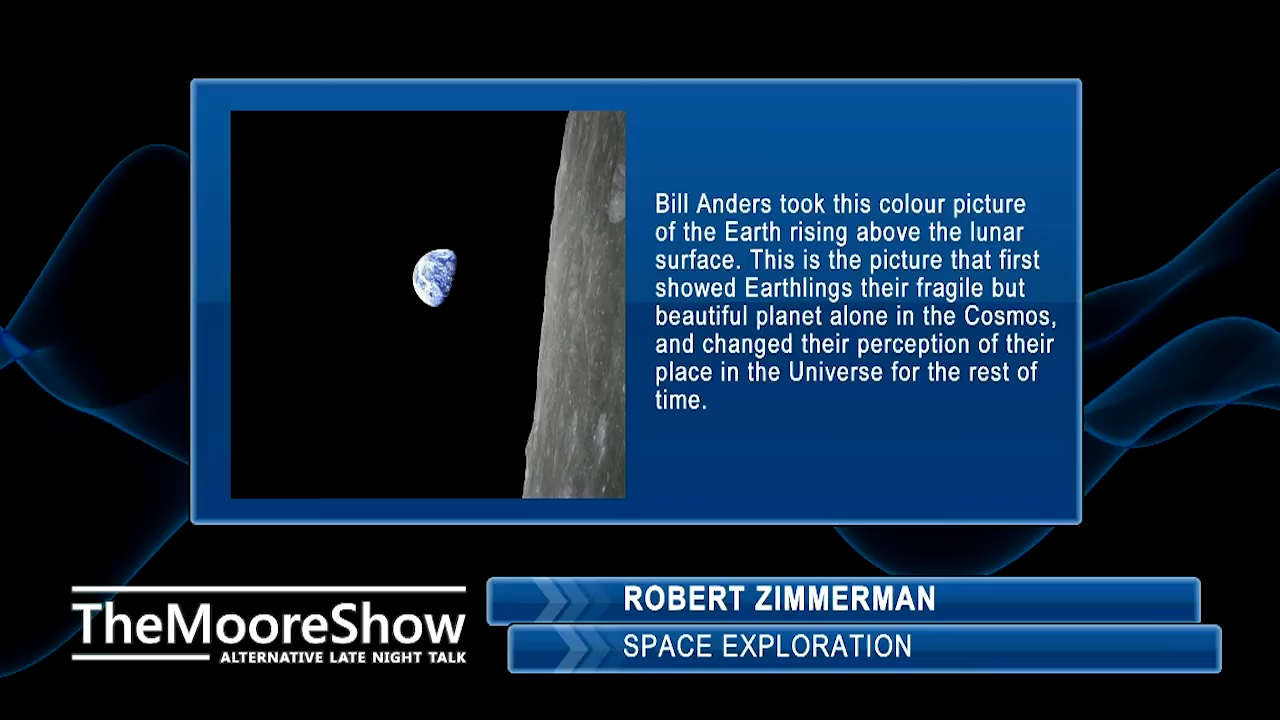 Bill Anders took this colour picture
of the Earth rising above the lunar
surface. This is the picture that first
showed Earthlings their fragile but
beautiful planet alone in the Cosmos,
and changed their perception of their
place in the Universe for the rest of
time.
TheMooreShow
ALTERNATIVE LATE NIGHT TALK
ROBERT ZIMMERMAN
SPACE EXPLORATION